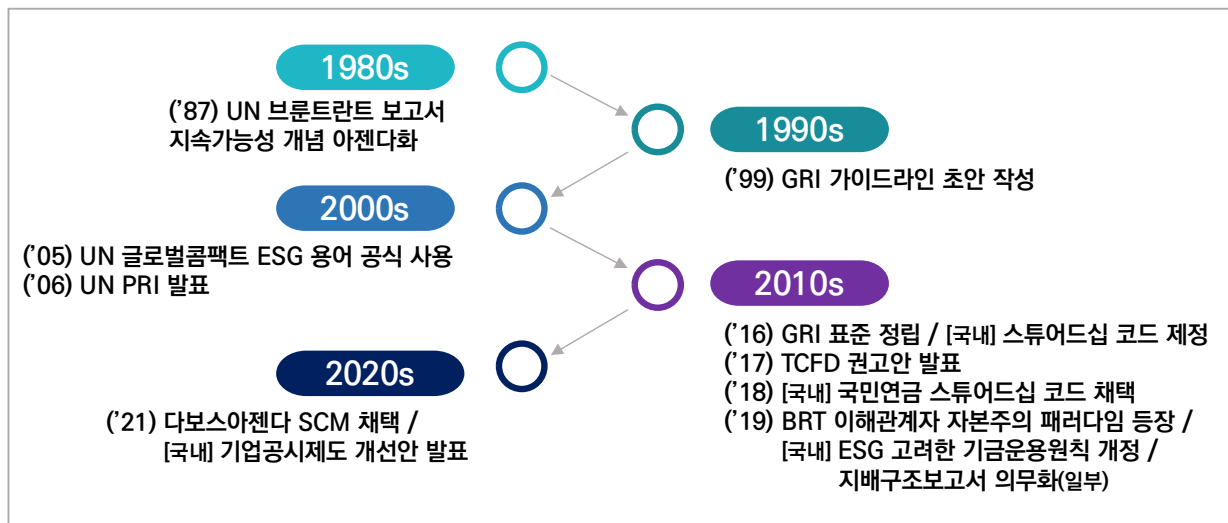 1980s
(’87) UN 브룬트란트 보고서
지속가능성 개념 아젠다화
1990s
(’99) GRI 가이드라인 초안 작성
2000s
(’05) UN 글로벌콤팩트 ESG 용어 공식 사용
(’06) UN PRI 발표
2010s
(’16) GRI 표준 정립 / [국내] 스튜어드십 코드 제정
(’17) TCFD 권고안 발표
(’18) [국내] 국민연금 스튜어드십 코드 채택
(’19) BRT 이해관계자 자본주의 패러다임 등장 /
[국내] ESG 고려한 기금운용원칙 개정 /
지배구조보고서 의무화(일부)
2020s
(’21) 다보스아젠다 SCM 채택 /
[국내] 기업공시제도 개선안 발표